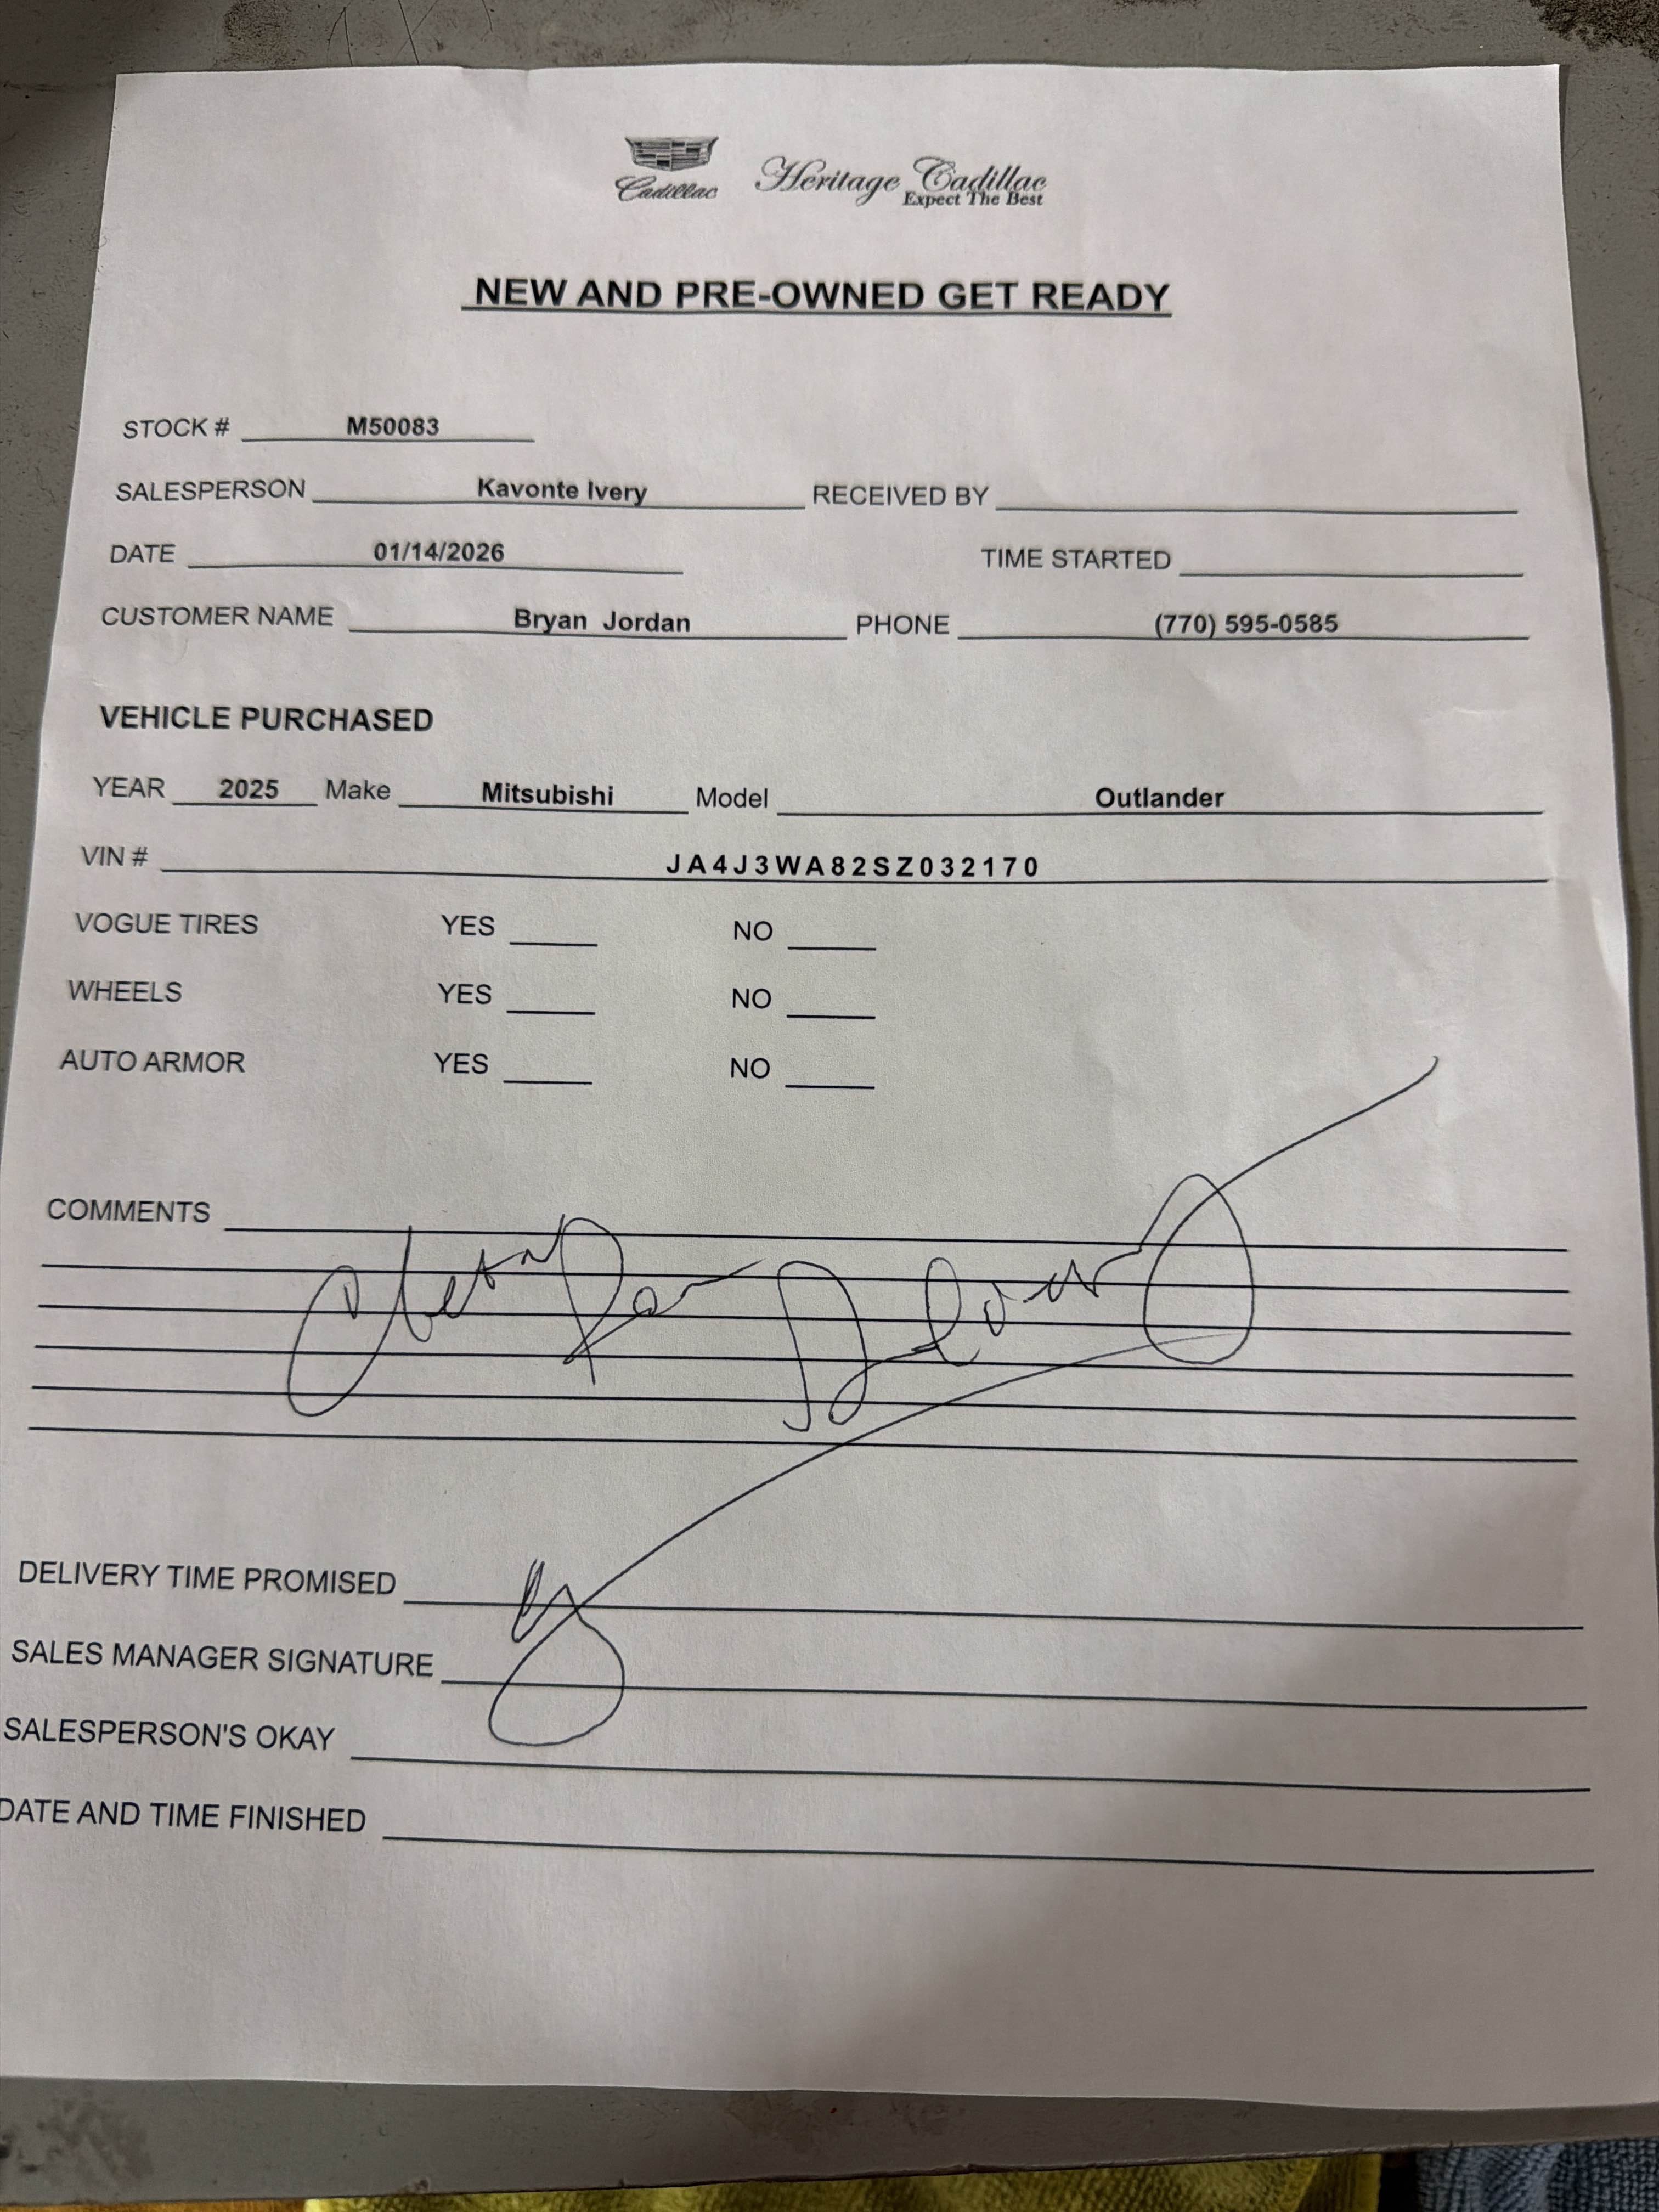 Cadillac Heritage Cadillac
Expect The Best
NEW AND PRE-OWNED GET READY
STOCK # M50083
SALESPERSON Kavonte Ivery RECEIVED BY
DATE 01/14/2026 TIME STARTED
CUSTOMER NAME Bryan Jordan PHONE (770) 595-0585
VEHICLE PURCHASED
YEAR 2025 Make Mitsubishi Model Outlander
VIN # JA4J3WA82SZ032170
VOGUE TIRES YES NO
WHEELS YES NO
AUTO ARMOR YES NO
COMMENTS
Clean for Delivery
DELIVERY TIME PROMISED
SALES MANAGER SIGNATURE
SALESPERSON'S OKAY
DATE AND TIME FINISHED